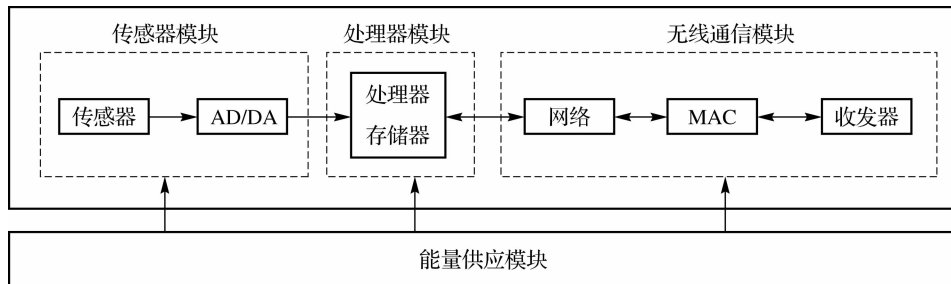 传感器模块
处理器模块
无线通信模块
传感器
AD/DA
处理器
存储器
网络
MAC
收发器
能量供应模块